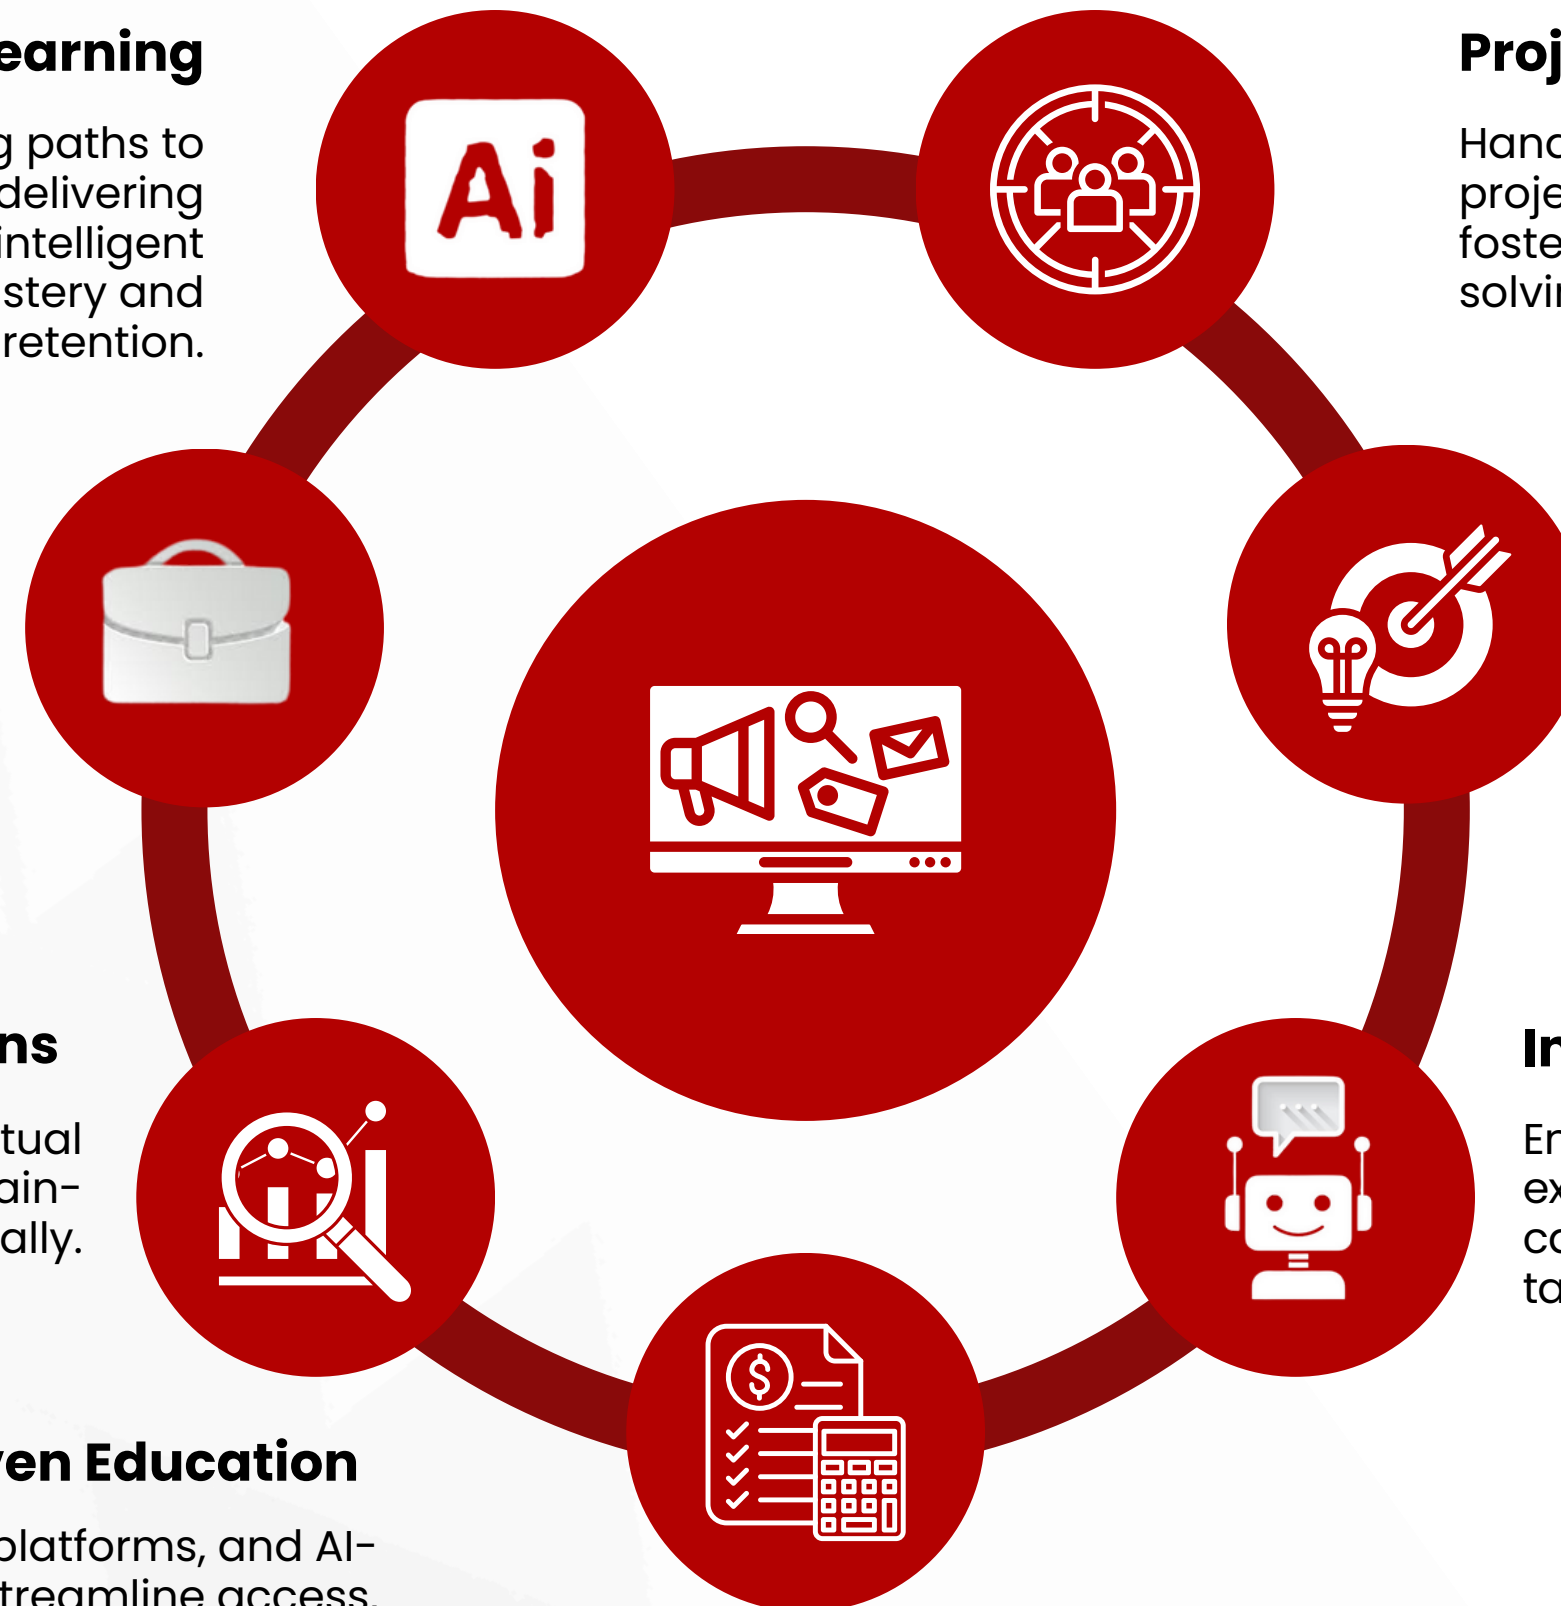 earning
g paths to
delivering
intelligent
stery and
retention.
Ai
Proj
Hand
proje
foste
solvin
ns
tual
ain-
ally.
In
En
ex
co
ta
$
ven Education
platforms, and AI-
treamline access.